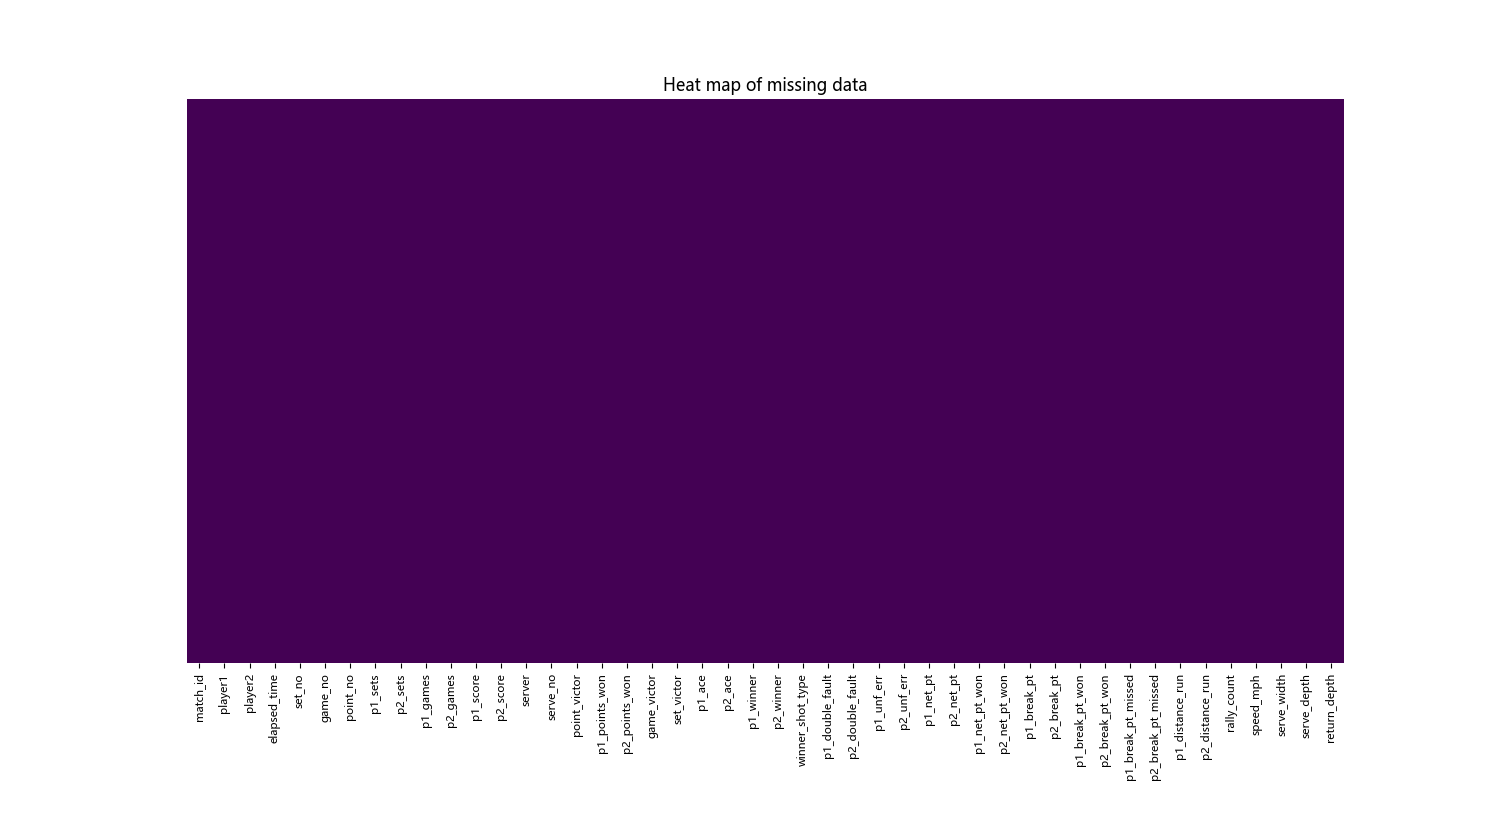 Heat map of missing data
match_id
player1
player2
elapsed_time
set_no
game_no
point_no
p1_sets
p2_sets
p1_games
p2_games
p1_score
p2_score
server
serve_no
point_victor
p1_points_won
p2_points_won
game_victor
set_victor
p1_ace
p2_ace
p1_winner
p2_winner
winner_shot_type
p1_double_fault
p2_double_fault
p1_unf_err
p2_unf_err
p1_net_pt
p2_net_pt
p1_net_pt_won
p2_net_pt_won
p1_break_pt
p2_break_pt
p1_break_pt_won
p2_break_pt_won
p1_break_pt_missed
p2_break_pt_missed
p1_distance_run
p2_distance_run
rally_count
speed_mph
serve_width
serve_depth
return_depth